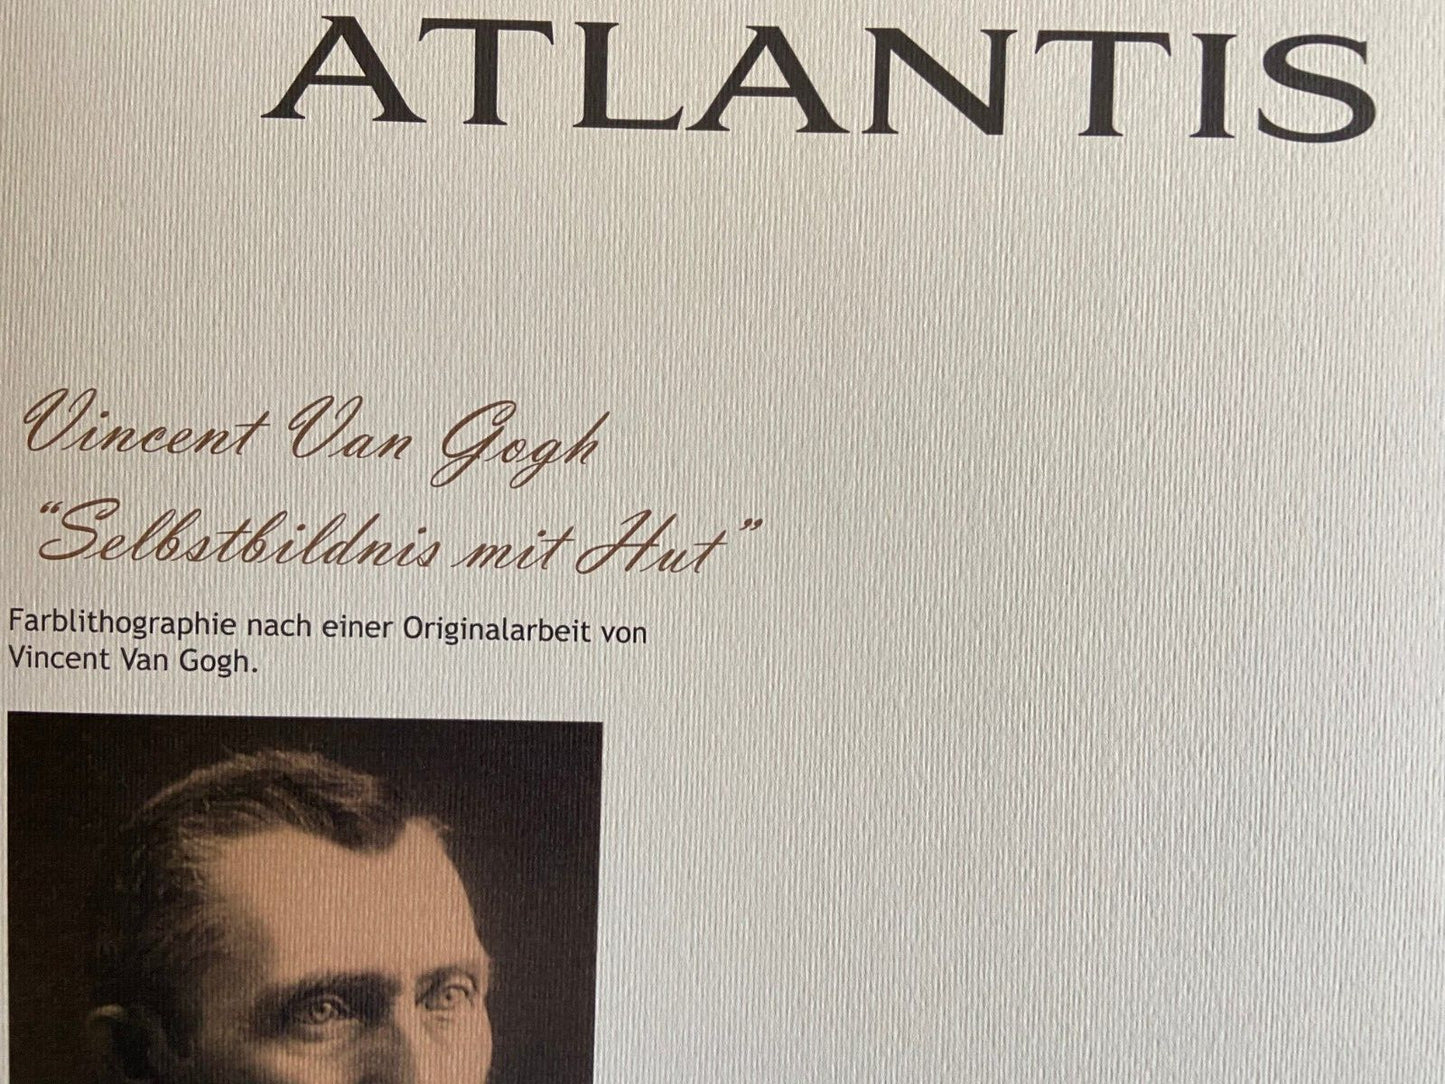 ATLANTIS
Vincent Van Gogh
“Selbstbildnis mit Hut”
Farblithographie nach einer Originalarbeit von
Vincent Van Gogh.